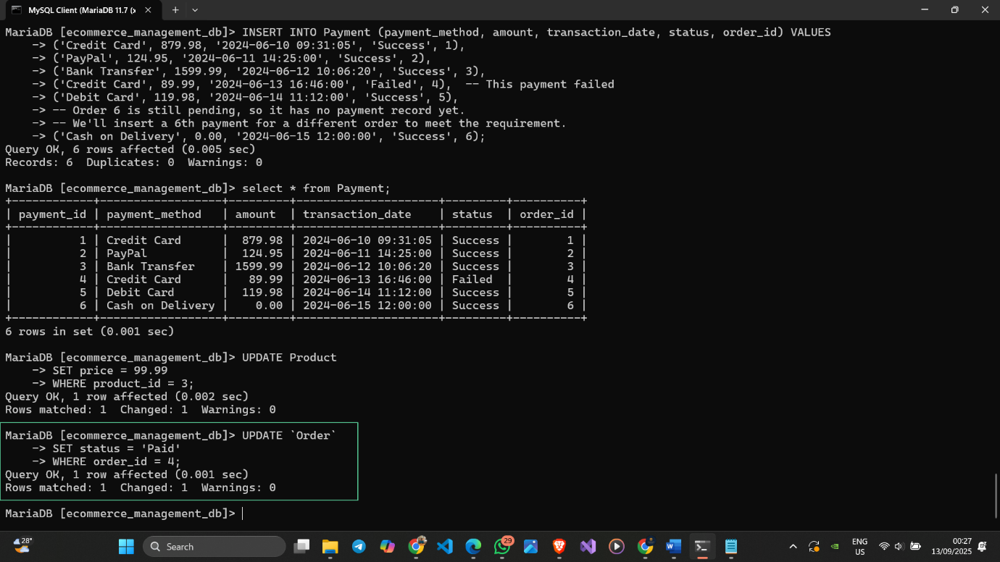 MySQL Client (MariaDB 11.7 (x
MariaDB [ecommerce_management_db]> INSERT INTO Payment (payment_method, amount, transaction_date, status, order_id) VALUES
    -> ('Credit Card', 879.98, '2024-06-10 09:31:05', 'Success', 1),
    -> ('PayPal', 124.95, '2024-06-11 14:25:00', 'Success', 2),
    -> ('Bank Transfer', 1599.99, '2024-06-12 10:06:20', 'Success', 3),
    -> ('Credit Card', 89.99, '2024-06-13 16:46:00', 'Failed', 4),  -- This payment failed
    -> ('Debit Card', 119.98, '2024-06-14 11:12:00', 'Success', 5),
    -> -- Order 6 is still pending, so it has no payment record yet.
    -> -- We'll insert a 6th payment for a different order to meet the requirement.
    -> ('Cash on Delivery', 0.00, '2024-06-15 12:00:00', 'Success', 6);
Query OK, 6 rows affected (0.005 sec)
Records: 6  Duplicates: 0  Warnings: 0
MariaDB [ecommerce_management_db]> select * from Payment;
+------------+------------------+---------+---------------------+---------+----------+
| payment_id | payment_method   | amount  | transaction_date    | status  | order_id |
+------------+------------------+---------+---------------------+---------+----------+
|          1 | Credit Card      |  879.98 | 2024-06-10 09:31:05 | Success |        1 |
|          2 | PayPal           |  124.95 | 2024-06-11 14:25:00 | Success |        2 |
|          3 | Bank Transfer    | 1599.99 | 2024-06-12 10:06:20 | Success |        3 |
|          4 | Credit Card      |   89.99 | 2024-06-13 16:46:00 | Failed  |        4 |
|          5 | Debit Card       |  119.98 | 2024-06-14 11:12:00 | Success |        5 |
|          6 | Cash on Delivery |    0.00 | 2024-06-15 12:00:00 | Success |        6 |
+------------+------------------+---------+---------------------+---------+----------+
6 rows in set (0.001 sec)
MariaDB [ecommerce_management_db]> UPDATE Product
    -> SET price = 99.99
    -> WHERE product_id = 3;
Query OK, 1 row affected (0.002 sec)
Rows matched: 1  Changed: 1  Warnings: 0
MariaDB [ecommerce_management_db]> UPDATE `Order`
    -> SET status = 'Paid'
    -> WHERE order_id = 4;
Query OK, 1 row affected (0.001 sec)
Rows matched: 1  Changed: 1  Warnings: 0
MariaDB [ecommerce_management_db]>
28°
Search
29
ENG
US
00:27
13/09/2025